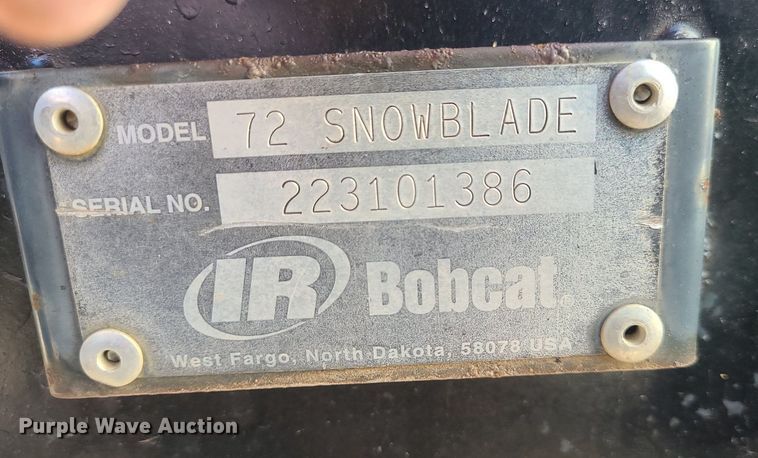 MODEL 72 SNOWBLADE
SERIAL NO. 223101386
IR Bobcat®
West Fargo, North Dakota, 58078 USA
Purple Wave Auction